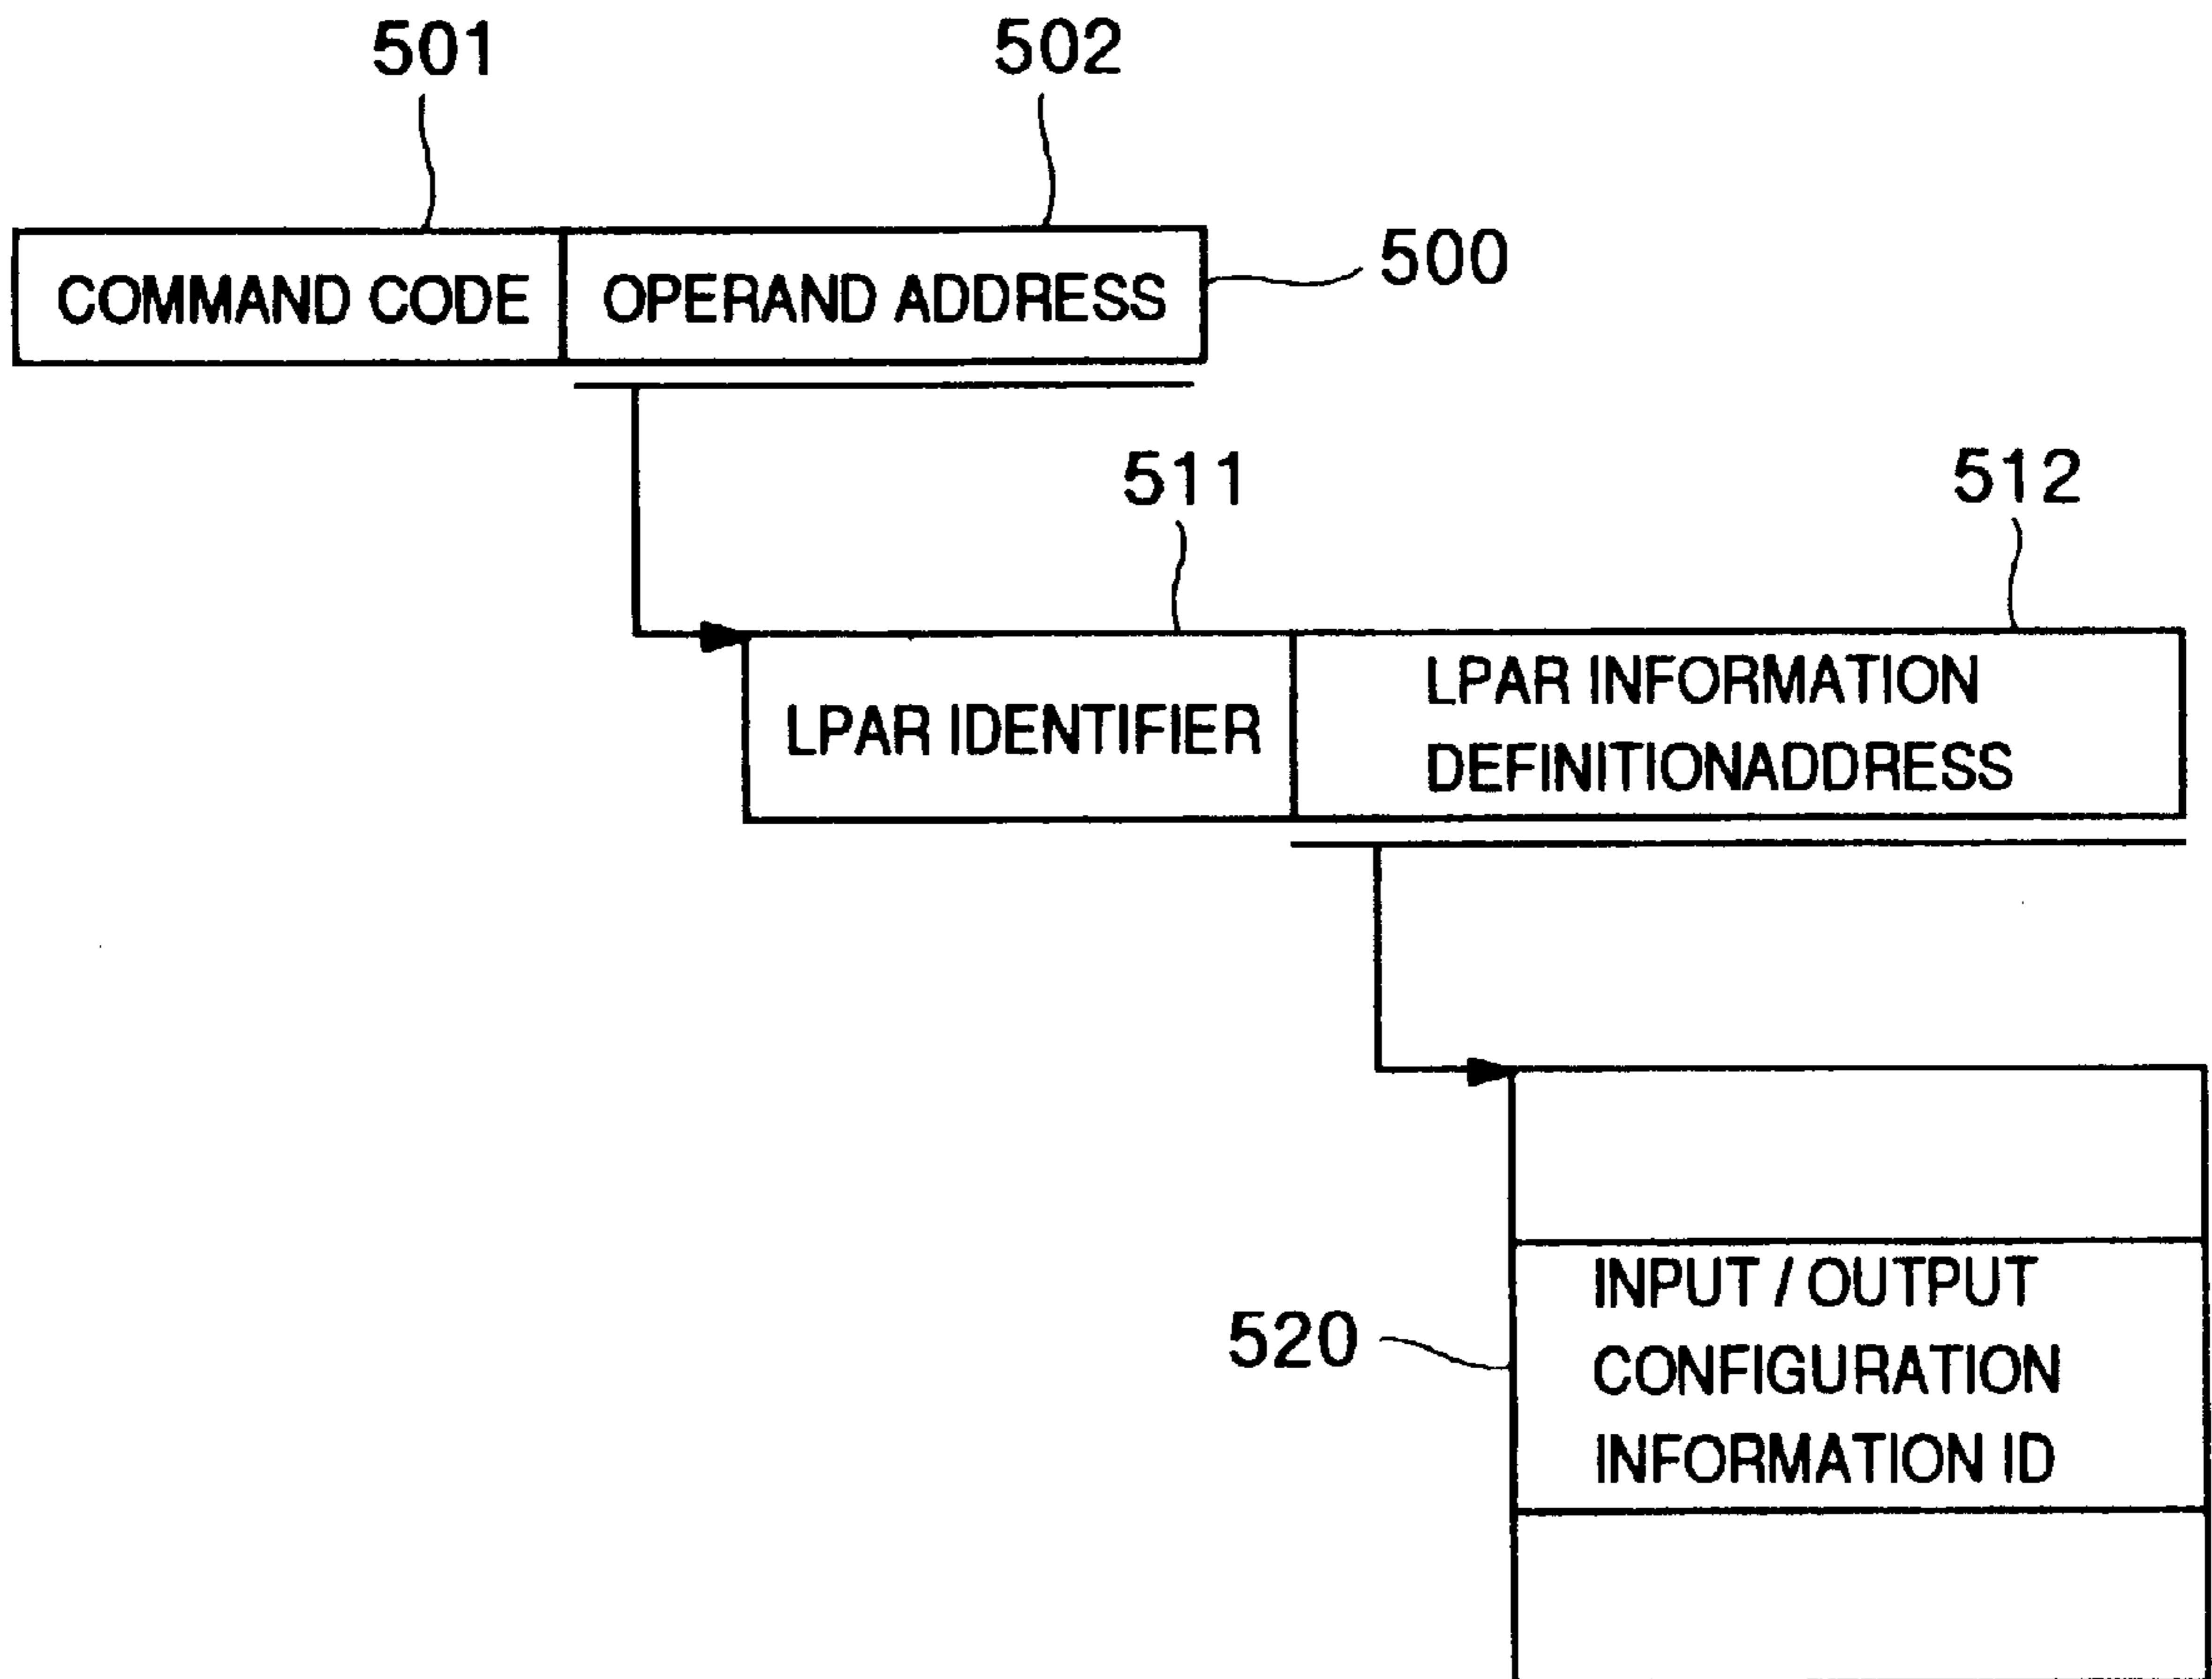 501
502
COMMAND CODE
OPERAND ADDRESS
500
511
512
LPAR IDENTIFIER
LPAR INFORMATION
DEFINITIONADDRESS
520
INPUT / OUTPUT
CONFIGURATION
INFORMATION ID